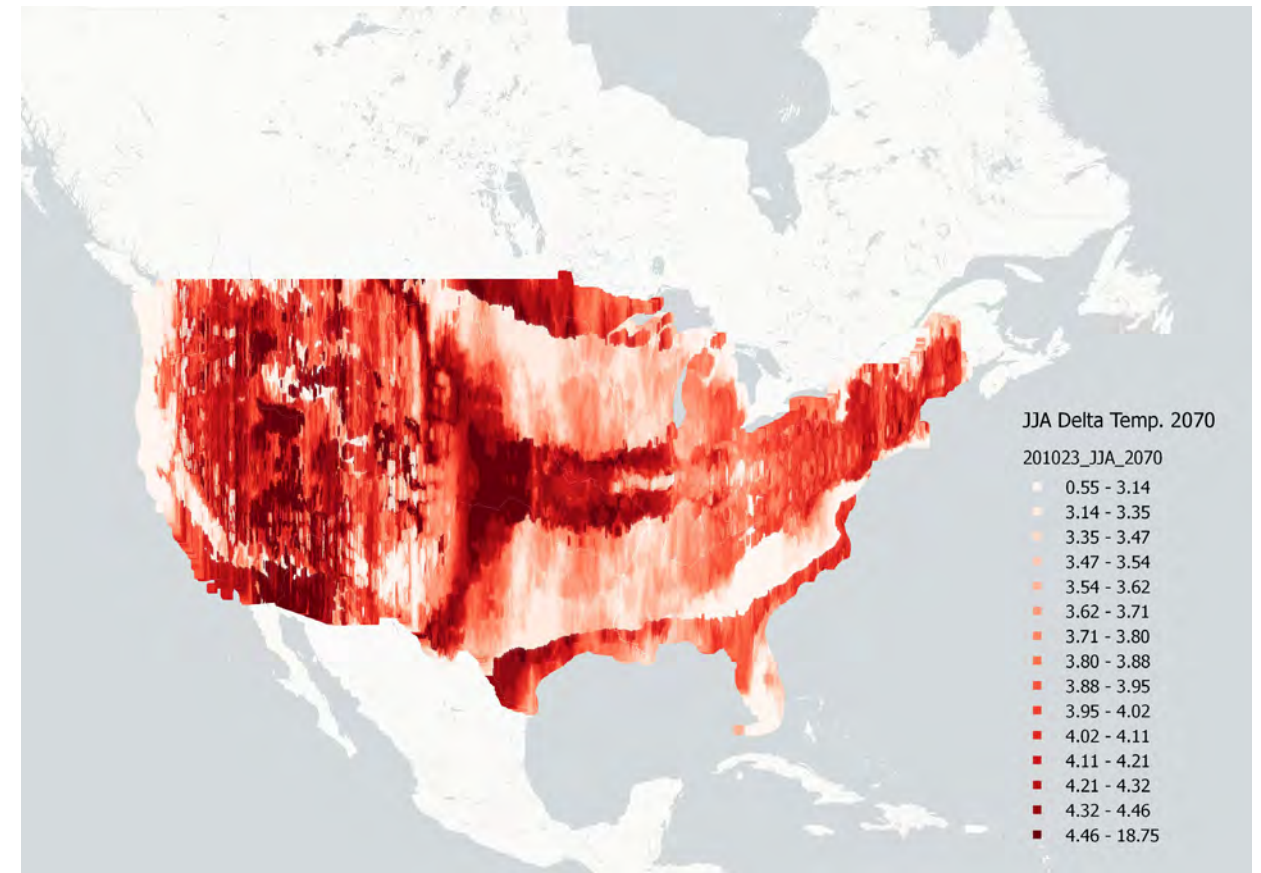 JJA Delta Temp. 2070
201023_JJA_2070
0.55 - 3.14
3.14 - 3.35
3.35 - 3.47
3.47 - 3.54
3.54 - 3.62
3.62 - 3.71
3.71 - 3.80
3.80 - 3.88
3.88 - 3.95
3.95 - 4.02
4.02 - 4.11
4.11 - 4.21
4.21 - 4.32
4.32 - 4.46
4.46 - 18.75